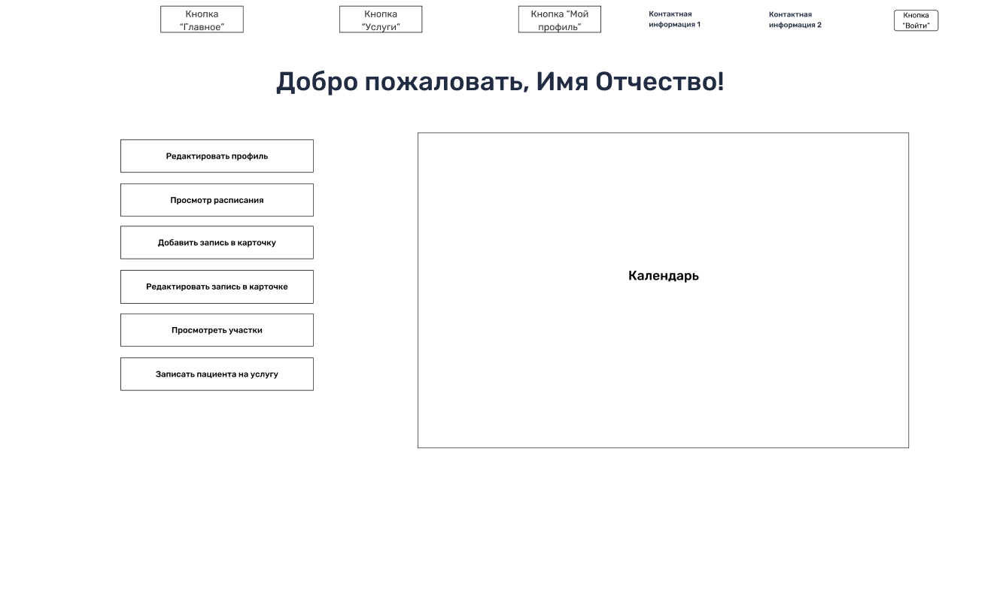 Кнопка
“Главное”
Кнопка
“Услуги”
Кнопка “Мой
профиль”
Контактная
информация 1
Контактная
информация 2
Кнопка
“Войти”
Добро пожаловать, Имя Отчество!
Редактировать профиль
Просмотр расписания
Добавить запись в карточку
Редактировать запись в карточке
Просмотреть участки
Записать пациента на услугу
Календарь